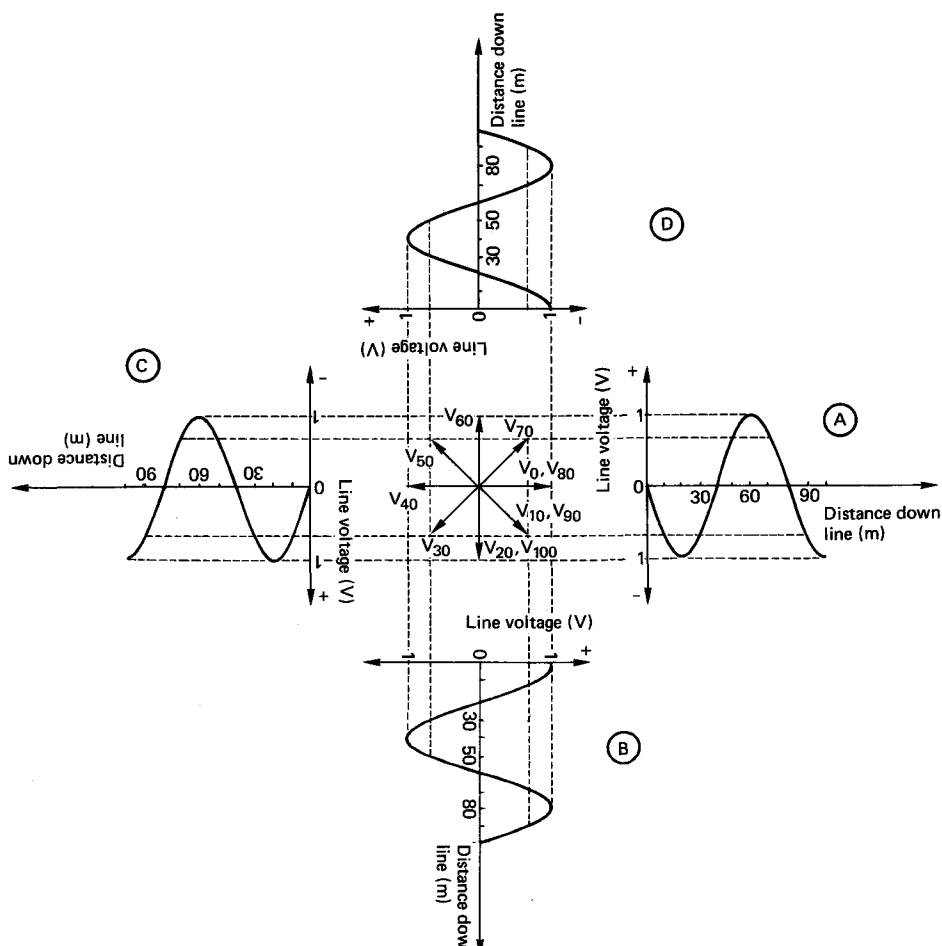 Distance down
line (m)
80
50
30
+
1
0
1
-
Line voltage (V)
D
C
-
1
0
1
+
Line voltage (V)
30
60
90
Distance down
line (m)
V60
V70
V50
V0, V80
V40
V10, V90
V30
V20, V100
A
+
Line voltage (V)
1
0
1
-
30
60
90
Distance down
line (m)
Line voltage (V)
1
0
1
+
30
50
80
B
Distance down
line (m)